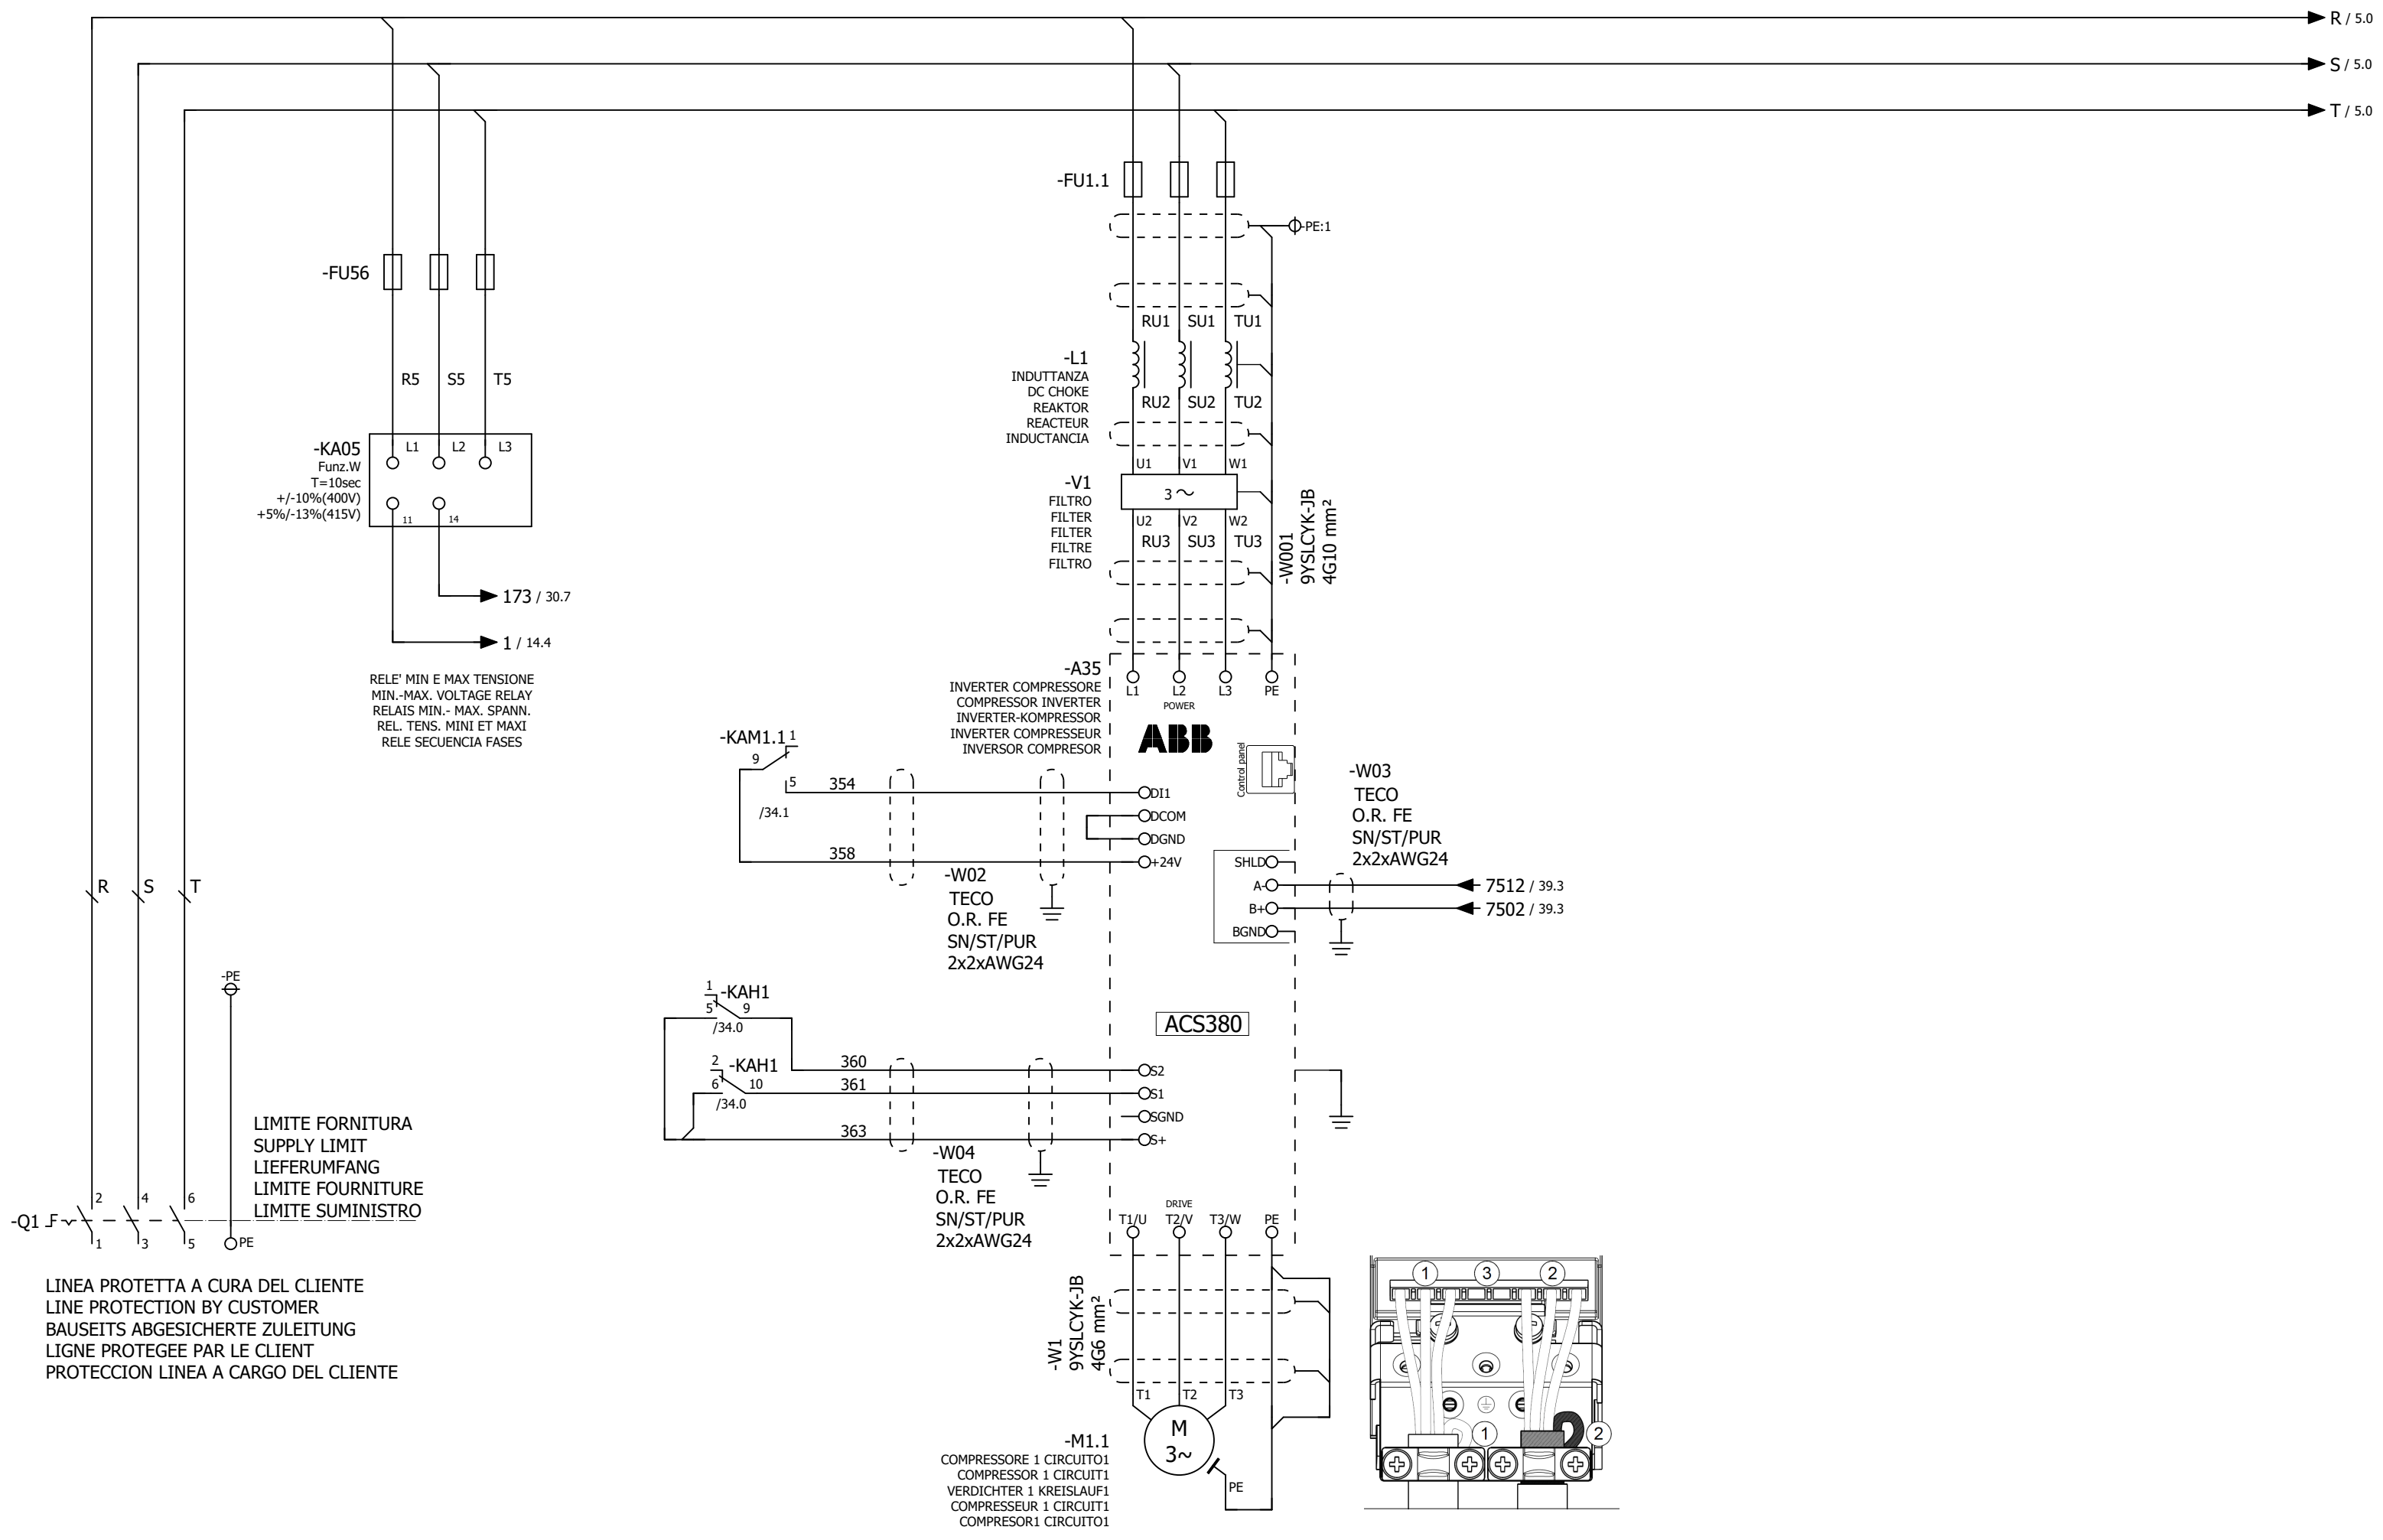 R / 5.0
S / 5.0
T / 5.0
-FU1.1
-PE:1
-FU56
RU1 SU1 TU1
-L1
INDUTTANZA
DC CHOKE
REAKTOR
REACTEUR
INDUCTANCIA
RU2 SU2 TU2
R5 S5 T5
-KA05
Funz.W
T=10sec
+/-10%(400V)
+5%/-13%(415V)
L1 L2 L3
11 14
U1 V1 W1
-V1
FILTRO
FILTER
FILTER
FILTRE
FILTRO
3 ~
U2 V2 W2
RU3 SU3 TU3
-W001
9YSLCYK-JB
4G10 mm²
173 / 30.7
1 / 14.4
RELE' MIN E MAX TENSIONE
MIN.-MAX. VOLTAGE RELAY
RELAIS MIN.- MAX. SPANN.
REL. TENS. MINI ET MAXI
RELE SECUENCIA FASES
-A35
INVERTER COMPRESSORE
COMPRESSOR INVERTER
INVERTER-KOMPRESSOR
INVERTER COMPRESSEUR
INVERSOR COMPRESOR
L1 L2 L3 PE
POWER
ABB
Control panel
-KAM1.1 1
9
5
/34.1
354
358
DI1
DCOM
DGND
+24V
-W02
TECO
O.R. FE
SN/ST/PUR
2x2xAWG24
-W03
TECO
O.R. FE
SN/ST/PUR
2x2xAWG24
SHLD
A-
B+
BGND
7512 / 39.3
7502 / 39.3
R S T
-PE
1 -KAH1
5 9
/34.0
2 -KAH1
6 10
/34.0
360
361
363
ACS380
S2
S1
SGND
S+
-W04
TECO
O.R. FE
SN/ST/PUR
2x2xAWG24
LIMITE FORNITURA
SUPPLY LIMIT
LIEFERUMFANG
LIMITE FOURNITURE
LIMITE SUMINISTRO
2 4 6
-Q1
1 3 5 PE
LINEA PROTETTA A CURA DEL CLIENTE
LINE PROTECTION BY CUSTOMER
BAUSEITS ABGESICHERTE ZULEITUNG
LIGNE PROTEGEE PAR LE CLIENT
PROTECCION LINEA A CARGO DEL CLIENTE
DRIVE
T1/U T2/V T3/W PE
-W1
9YSLCYK-JB
4G6 mm²
T1 T2 T3
M
3~
PE
-M1.1
COMPRESSORE 1 CIRCUITO1
COMPRESSOR 1 CIRCUIT1
VERDICHTER 1 KREISLAUF1
COMPRESSEUR 1 CIRCUIT1
COMPRESOR1 CIRCUITO1
1 3 2
1 2